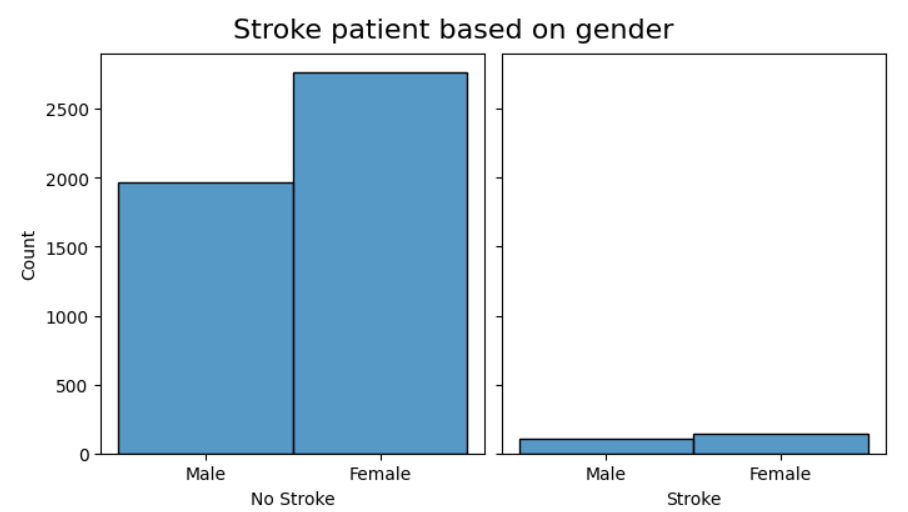 Stroke patient based on gender
Count
2500
2000
1500
1000
500
0
Male Female
No Stroke
Male Female
Stroke